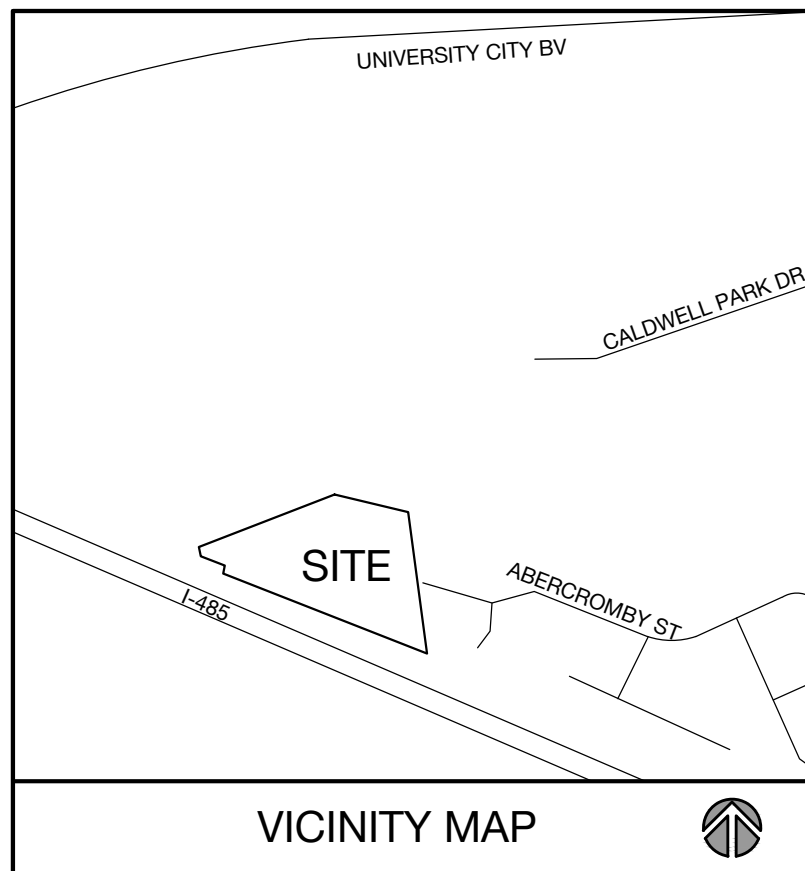 UNIVERSITY CITY BV
CALDWELL PARK DR
SITE
ABERCROMBY ST
I-485
VICINITY MAP